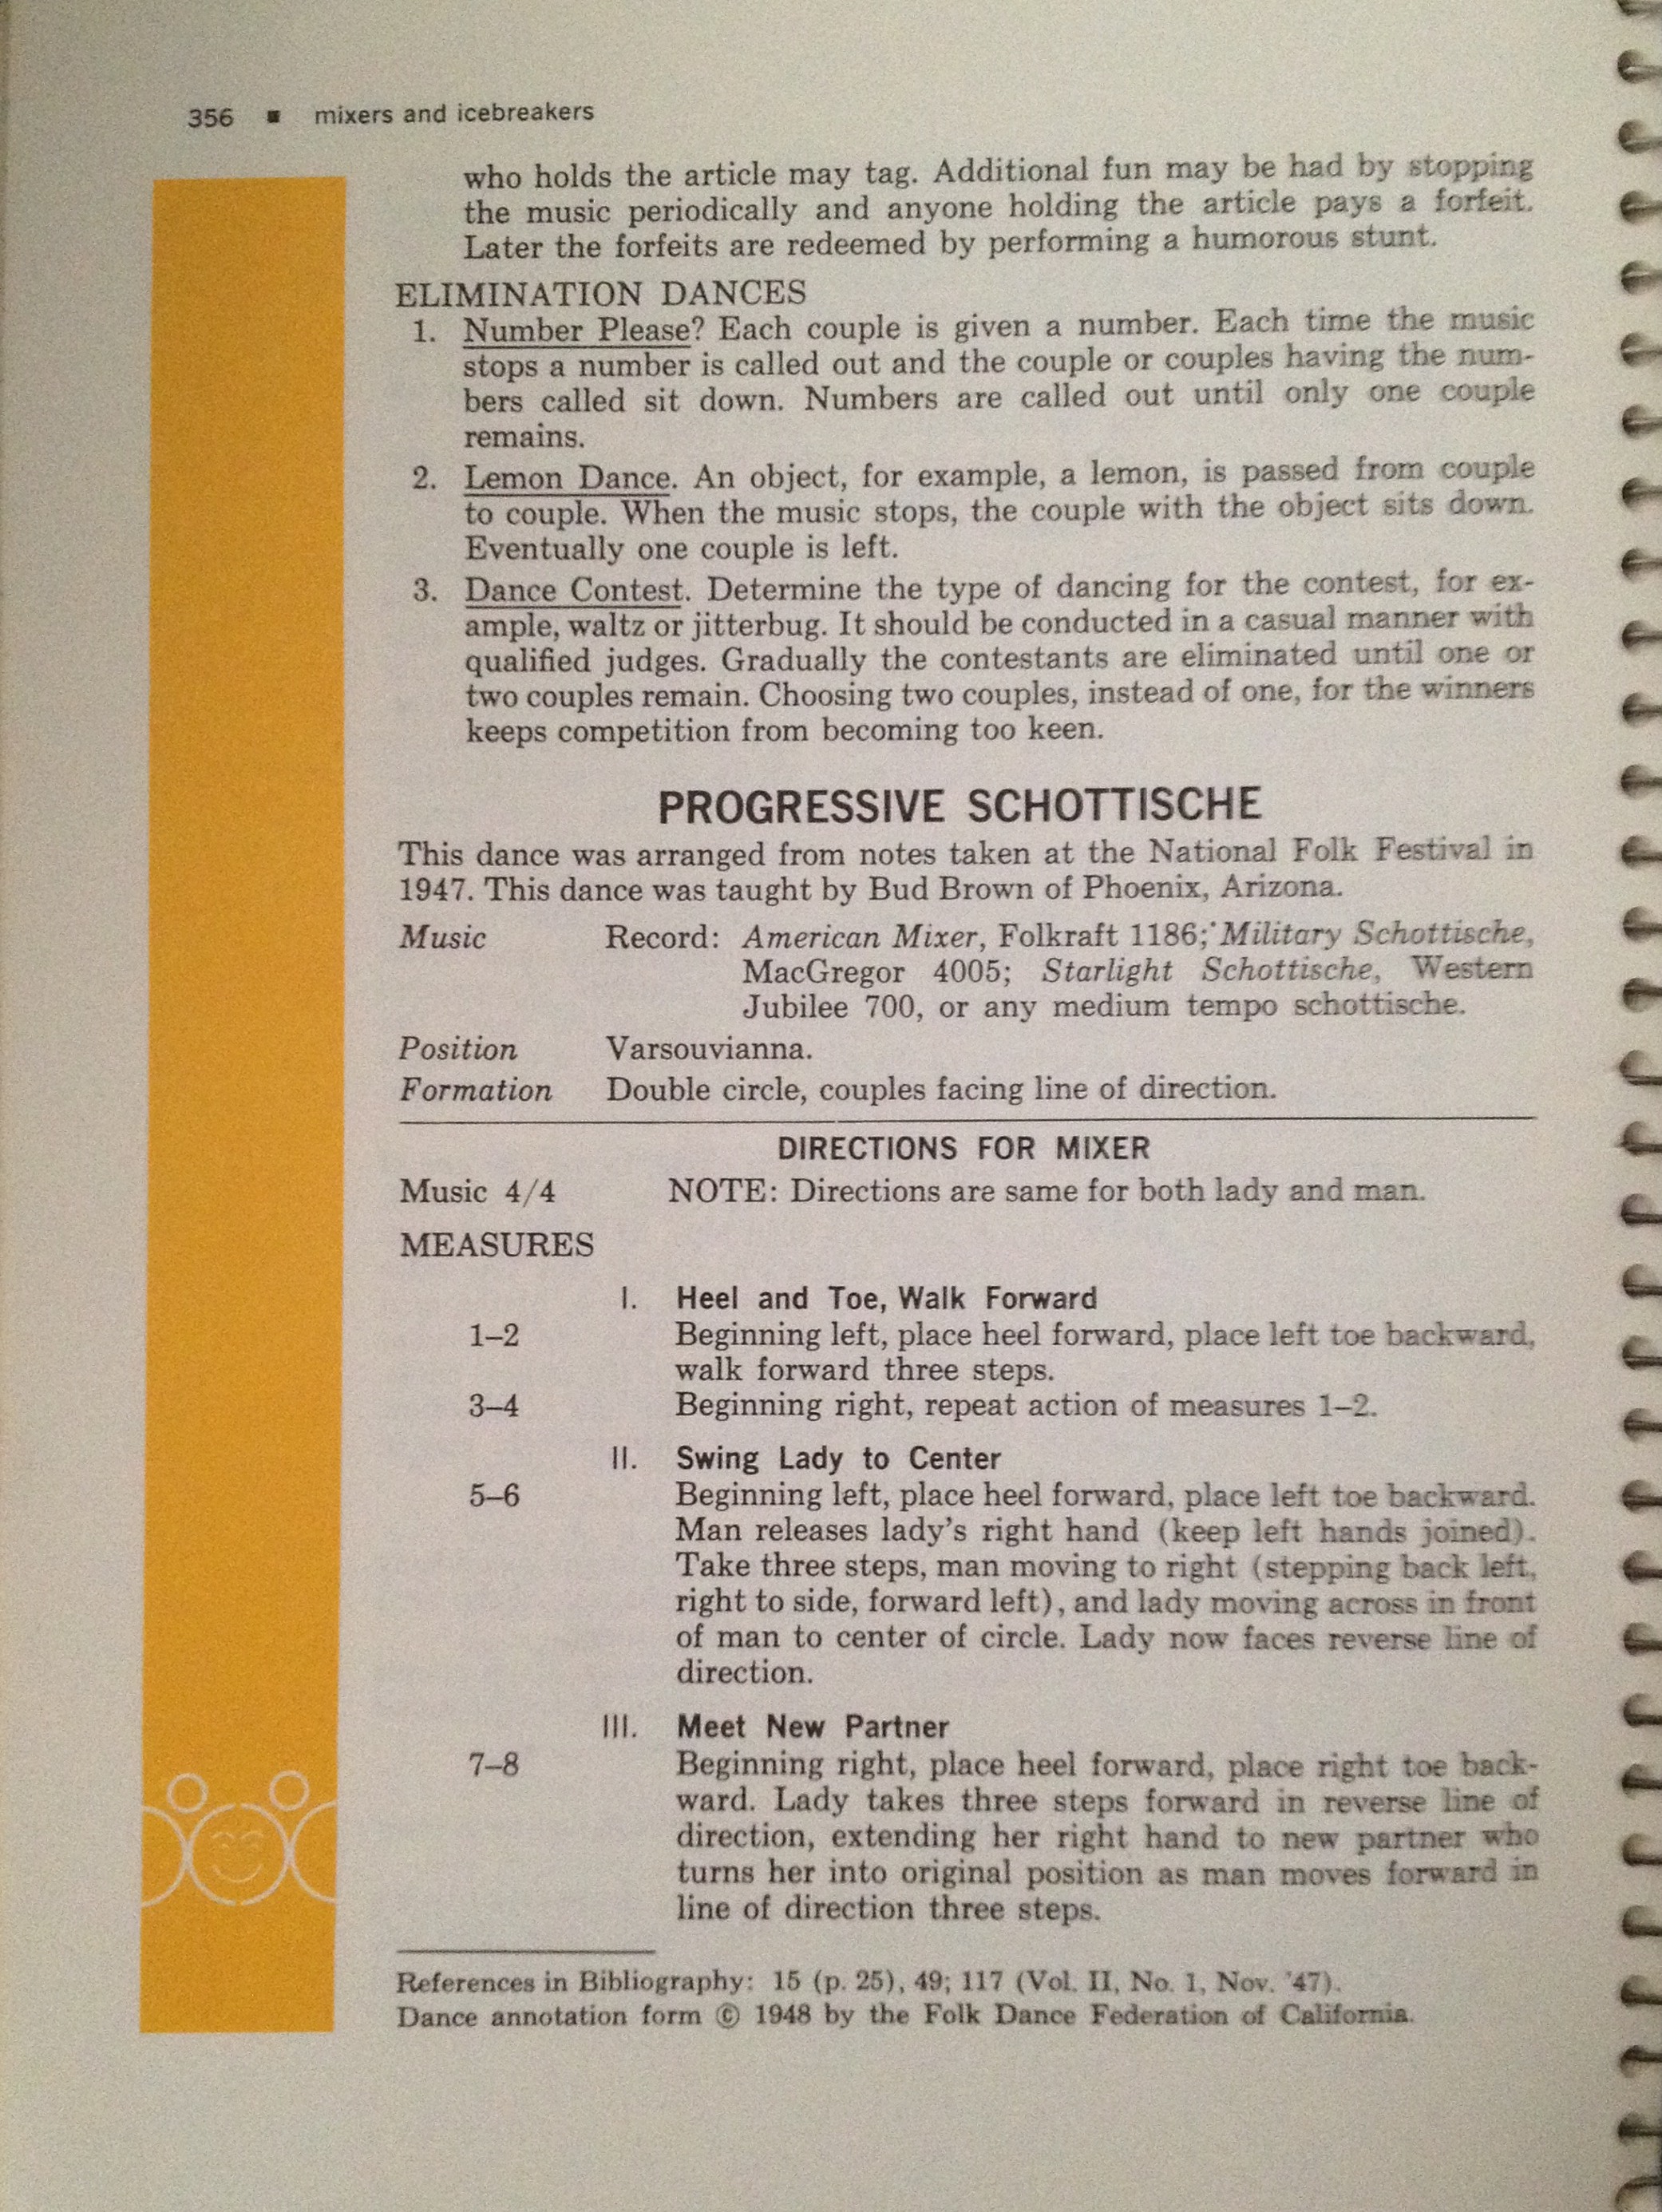 356 ■ mixers and icebreakers
who holds the article may tag. Additional fun may be had by stopping
the music periodically and anyone holding the article pays a forfeit.
Later the forfeits are redeemed by performing a humorous stunt.
ELIMINATION DANCES
1. Number Please? Each couple is given a number. Each time the music
stops a number is called out and the couple or couples having the num-
bers called sit down. Numbers are called out until only one couple
remains.
2. Lemon Dance. An object, for example, a lemon, is passed from couple
to couple. When the music stops, the couple with the object sits down.
Eventually one couple is left.
3. Dance Contest. Determine the type of dancing for the contest, for ex-
ample, waltz or jitterbug. It should be conducted in a casual manner with
qualified judges. Gradually the contestants are eliminated until one or
two couples remain. Choosing two couples, instead of one, for the winners
keeps competition from becoming too keen.
PROGRESSIVE SCHOTTISCHE
This dance was arranged from notes taken at the National Folk Festival in
1947. This dance was taught by Bud Brown of Phoenix, Arizona.
Music Record: American Mixer, Folkraft 1186; Military Schottische,
MacGregor 4005; Starlight Schottische, Western
Jubilee 700, or any medium tempo schottische.
Position Varsouvianna.
Formation Double circle, couples facing line of direction.
DIRECTIONS FOR MIXER
Music 4/4 NOTE: Directions are same for both lady and man.
MEASURES
I. Heel and Toe, Walk Forward
1–2 Beginning left, place heel forward, place left toe backward,
walk forward three steps.
3–4 Beginning right, repeat action of measures 1–2.
II. Swing Lady to Center
5–6 Beginning left, place heel forward, place left toe backward.
Man releases lady's right hand (keep left hands joined).
Take three steps, man moving to right (stepping back left,
right to side, forward left), and lady moving across in front
of man to center of circle. Lady now faces reverse line of
direction.
III. Meet New Partner
7–8 Beginning right, place heel forward, place right toe back-
ward. Lady takes three steps forward in reverse line of
direction, extending her right hand to new partner who
turns her into original position as man moves forward in
line of direction three steps.
References in Bibliography: 15 (p. 25), 49; 117 (Vol. II, No. 1, Nov. '47).
Dance annotation form © 1948 by the Folk Dance Federation of California.